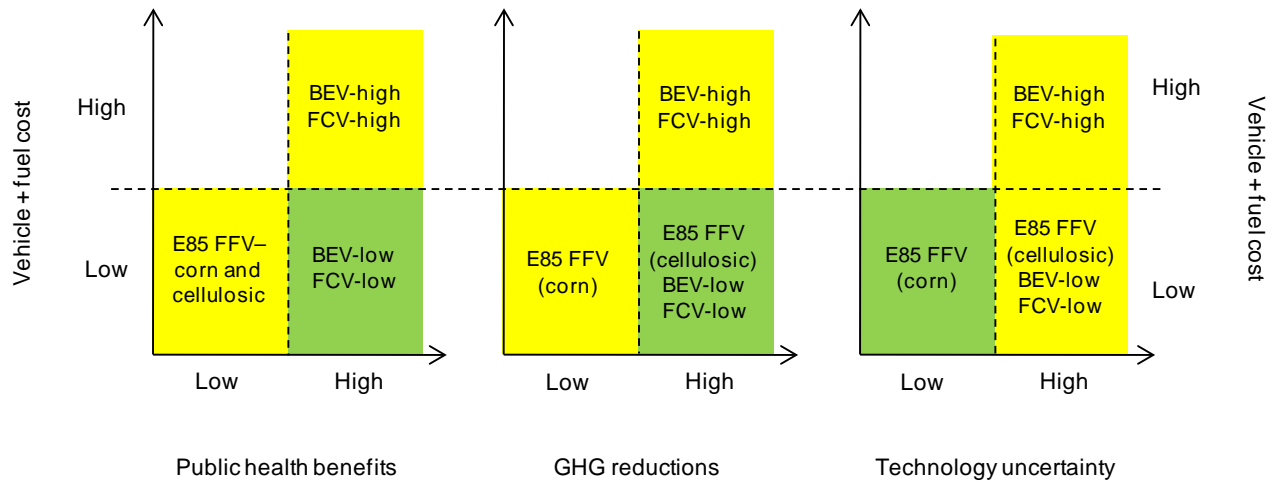 Vehicle + fuel cost
High
Low
BEV-high
FCV-high
E85 FFV–
corn and
cellulosic
BEV-low
FCV-low
Low
High
Public health benefits
BEV-high
FCV-high
E85 FFV
(corn)
E85 FFV
(cellulosic)
BEV-low
FCV-low
Low
High
GHG reductions
BEV-high
FCV-high
E85 FFV
(corn)
E85 FFV
(cellulosic)
BEV-low
FCV-low
Low
High
Technology uncertainty
High
Low
Vehicle + fuel cost